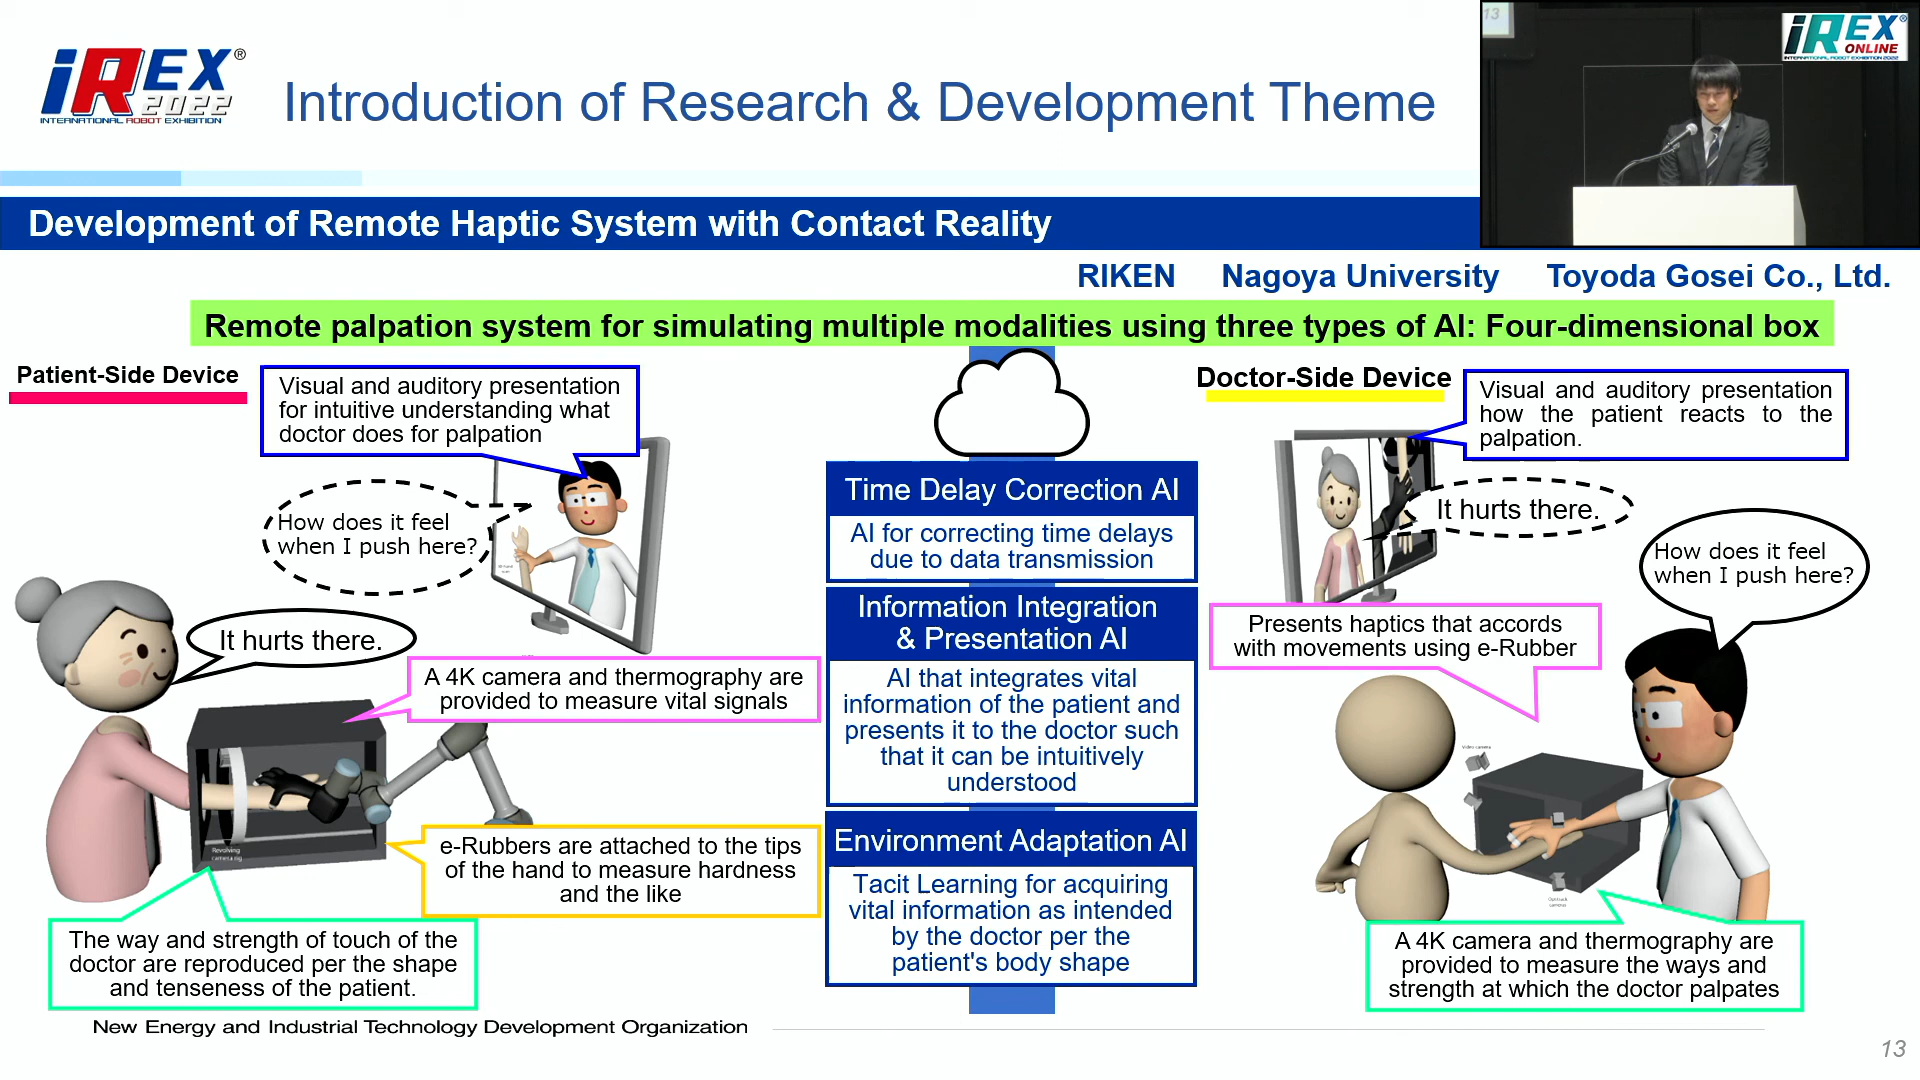 iREX®
2022
INTERNATIONAL ROBOT EXHIBITION
Introduction of Research & Development Theme
13
iREX®
ONLINE
INTERNATIONAL ROBOT EXHIBITION 2022
Development of Remote Haptic System with Contact Reality
RIKEN Nagoya University Toyoda Gosei Co., Ltd.
Remote palpation system for simulating multiple modalities using three types of AI: Four-dimensional box
Patient-Side Device
Visual and auditory presentation
for intuitive understanding what
doctor does for palpation
How does it feel
when I push here?
It hurts there.
A 4K camera and thermography are
provided to measure vital signals
Revolving
camera rig
e-Rubbers are attached to the tips
of the hand to measure hardness
and the like
The way and strength of touch of the
doctor are reproduced per the shape
and tenseness of the patient.
Time Delay Correction AI
AI for correcting time delays
due to data transmission
Information Integration
& Presentation AI
AI that integrates vital
information of the patient and
presents it to the doctor such
that it can be intuitively
understood
Environment Adaptation AI
Tacit Learning for acquiring
vital information as intended
by the doctor per the
patient's body shape
Doctor-Side Device
Visual and auditory presentation
how the patient reacts to the
palpation.
It hurts there.
How does it feel
when I push here?
Presents haptics that accords
with movements using e-Rubber
Video camera
A 4K camera and thermography are
provided to measure the ways and
strength at which the doctor palpates
New Energy and Industrial Technology Development Organization
13